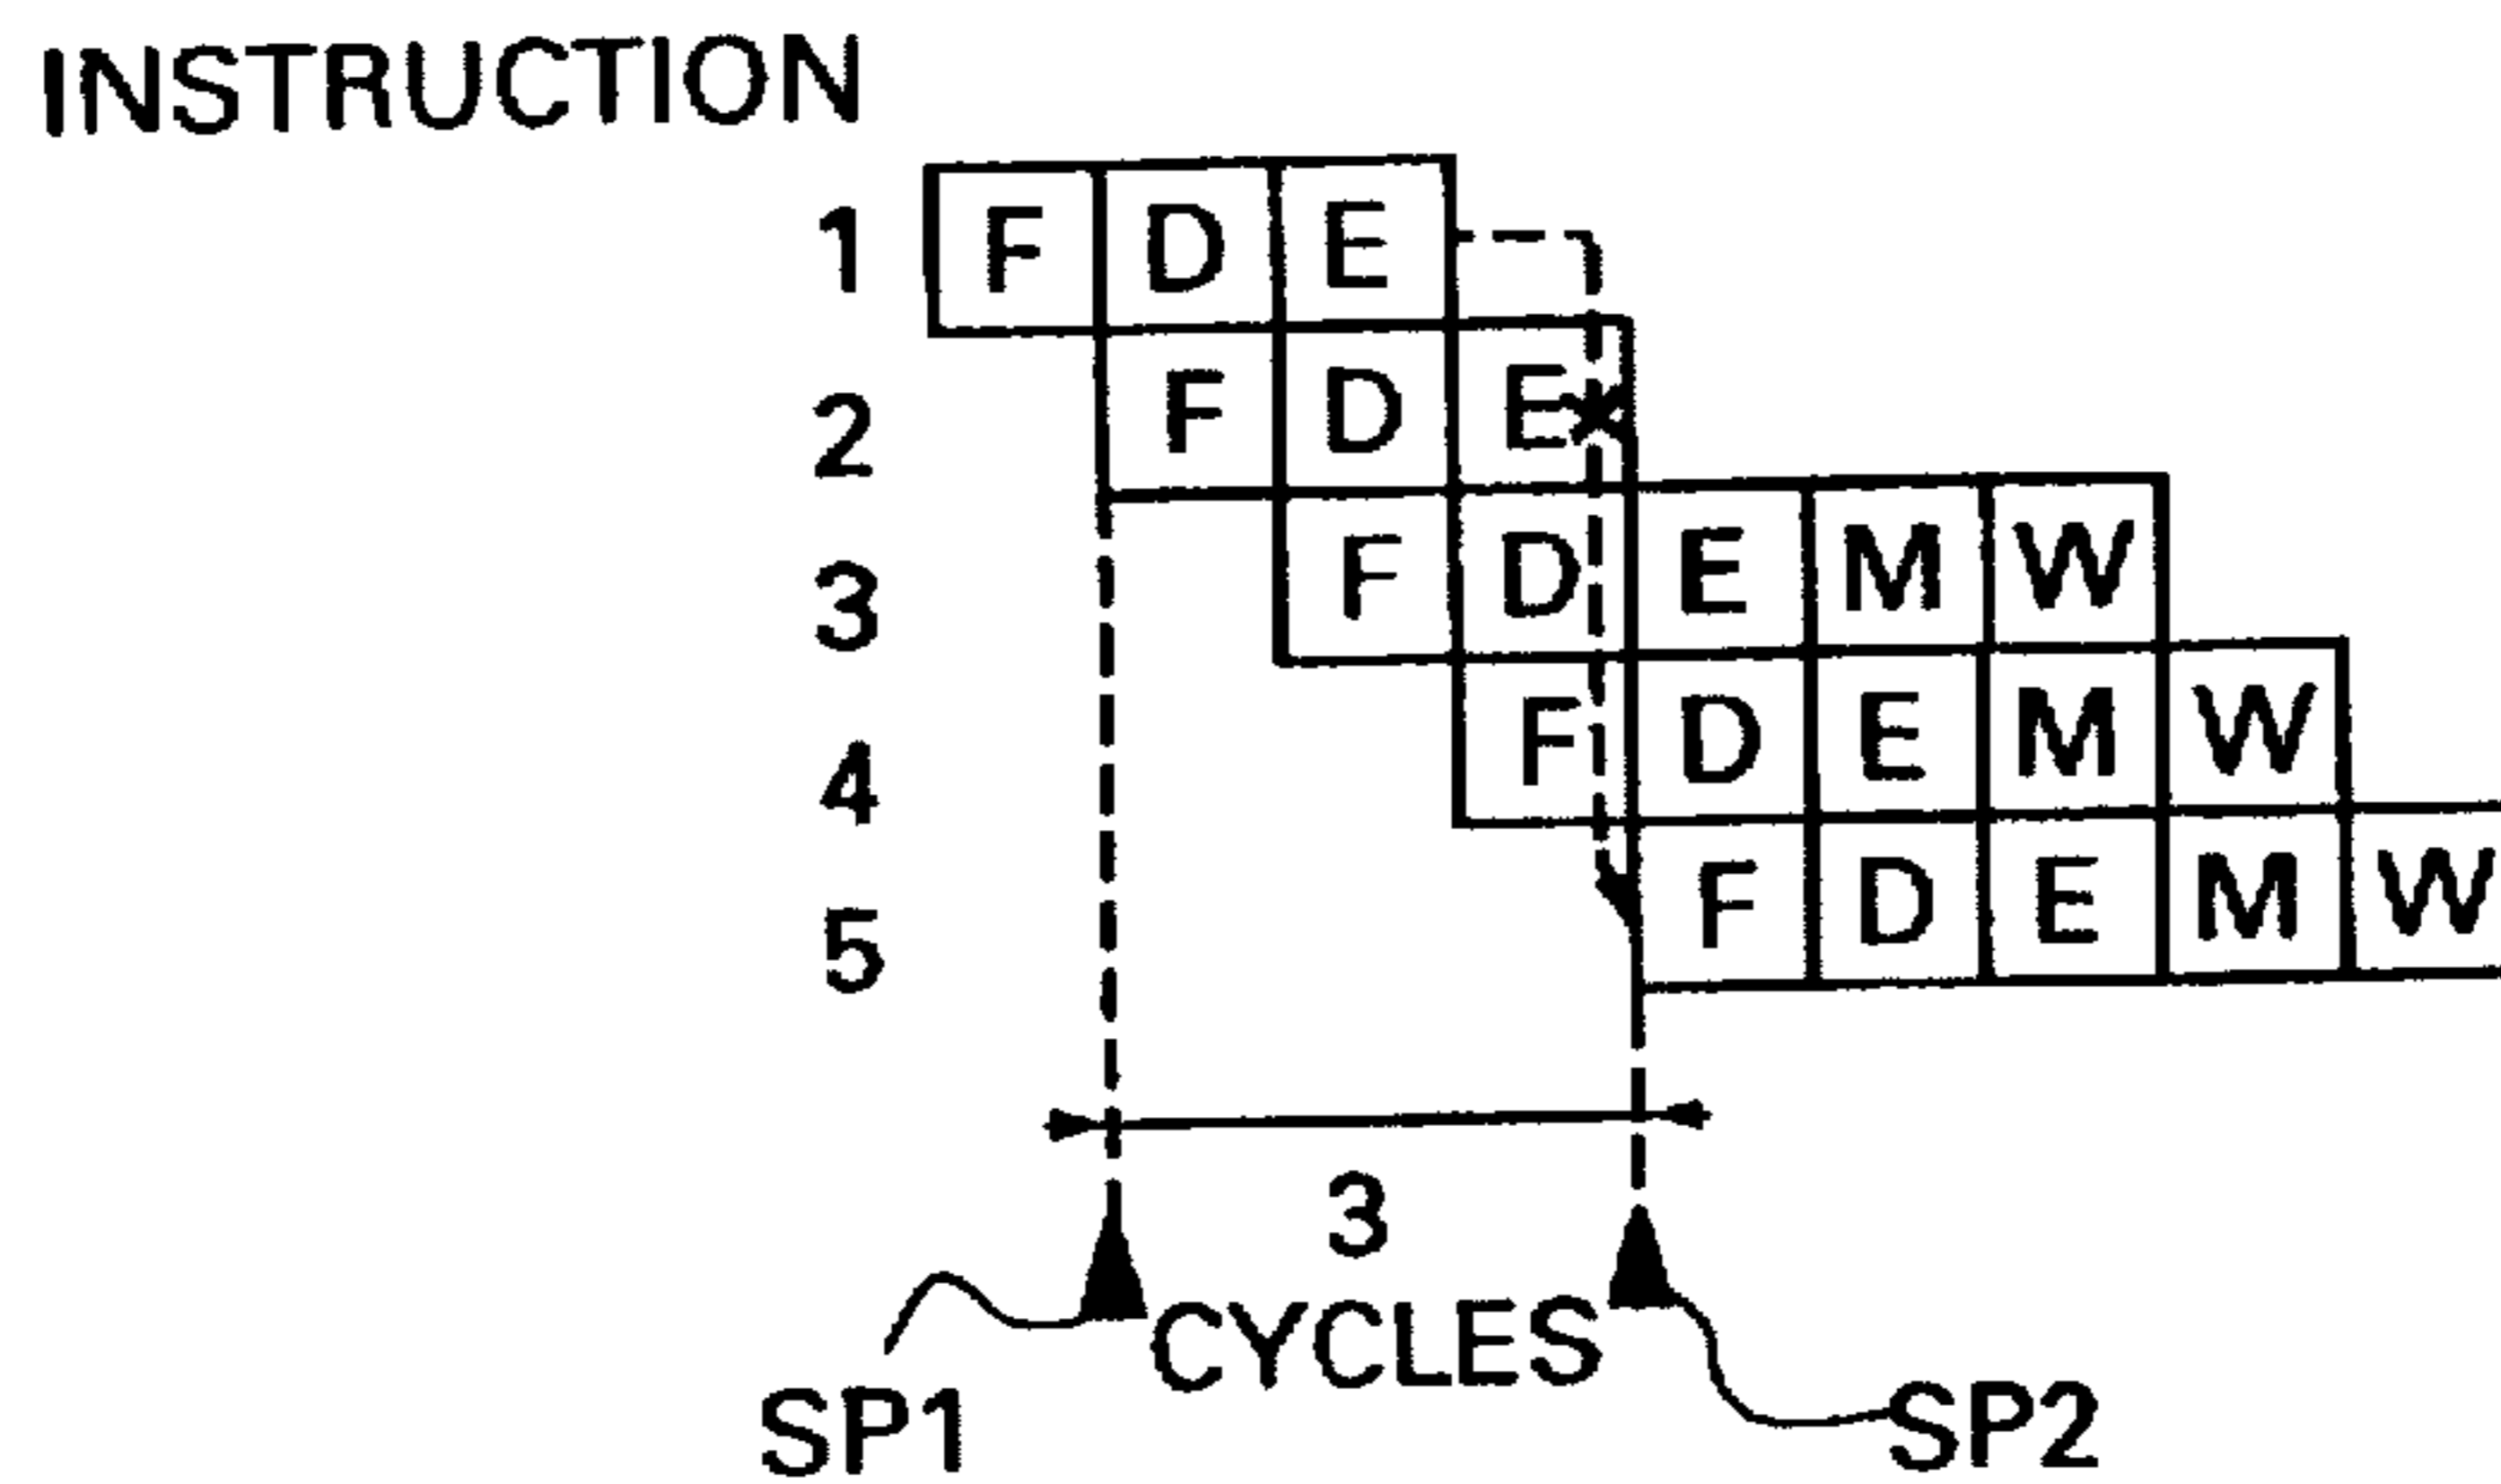 INSTRUCTION
1 F D E
2 F D E
3 F D E M W
4 F D E M W
5 F D E M W
3
CYCLES
SP1
SP2